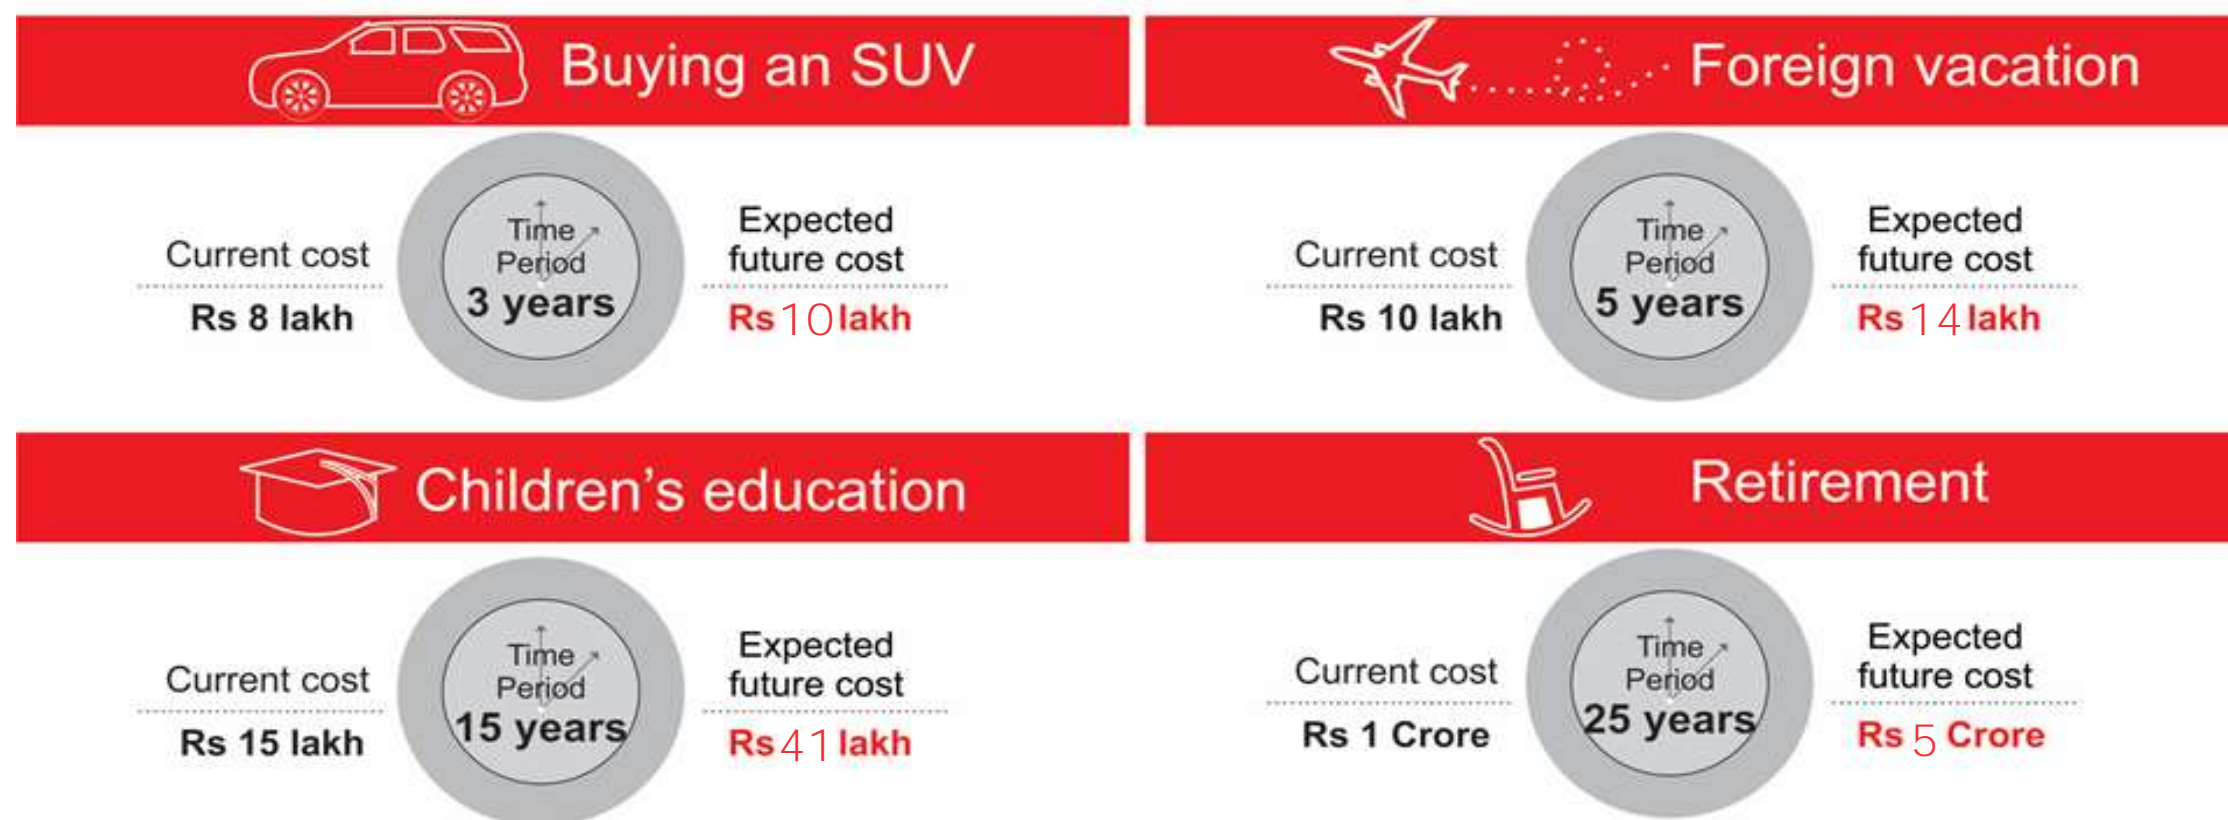 Buying an SUV
Current cost
Rs 8 lakh
Time
Period
3 years
Expected
future cost
Rs 10 lakh
Foreign vacation
Current cost
Rs 10 lakh
Time
Period
5 years
Expected
future cost
Rs 14 lakh
Children's education
Current cost
Rs 15 lakh
Time
Period
15 years
Expected
future cost
Rs 41 lakh
Retirement
Current cost
Rs 1 Crore
Time
Period
25 years
Expected
future cost
Rs 5 Crore